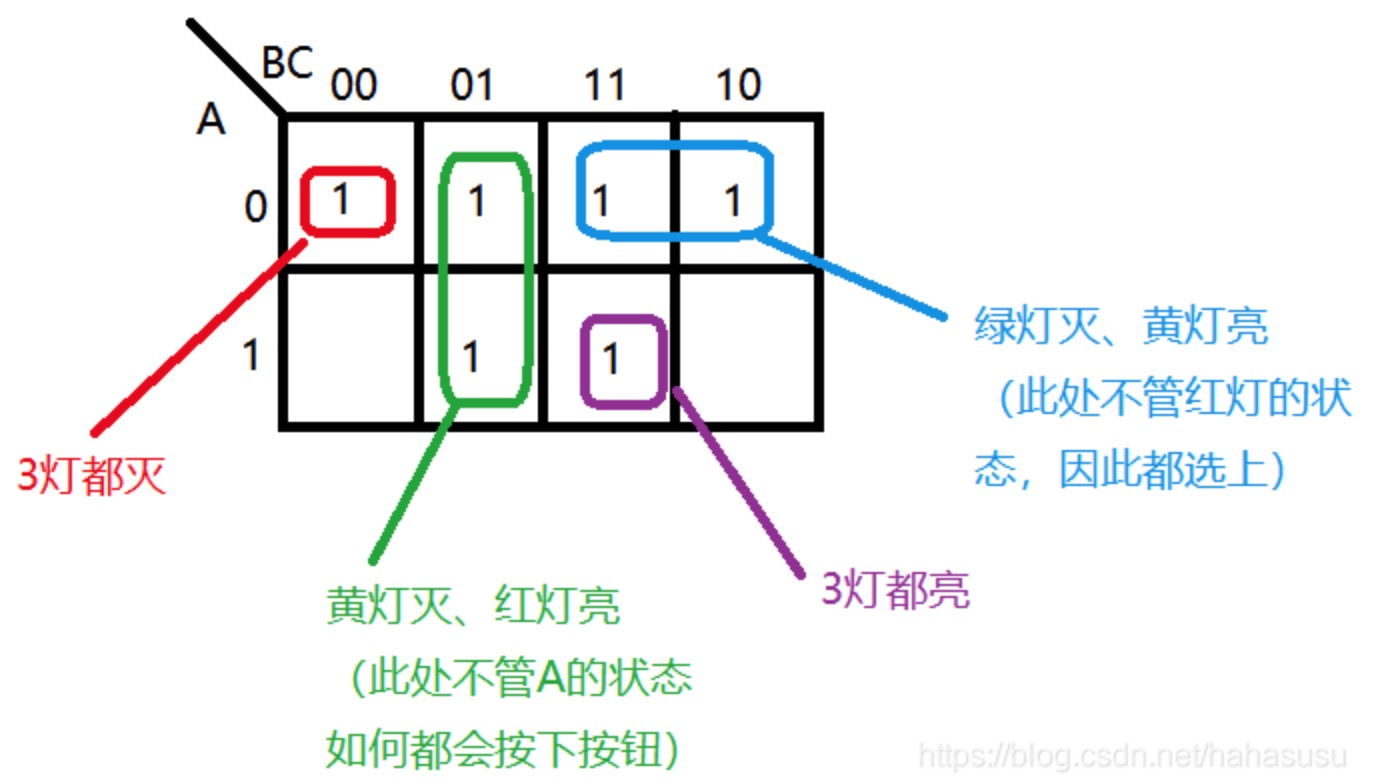 BC
00 01 11 10
A
0 1 1 1 1
1 1 1
绿灯灭、黄灯亮
（此处不管红灯的状
态，因此都选上）
3灯都灭
3灯都亮
黄灯灭、红灯亮
（此处不管A的状态
如何都会按下按钮）
https://blog.csdn.net/hahasusu